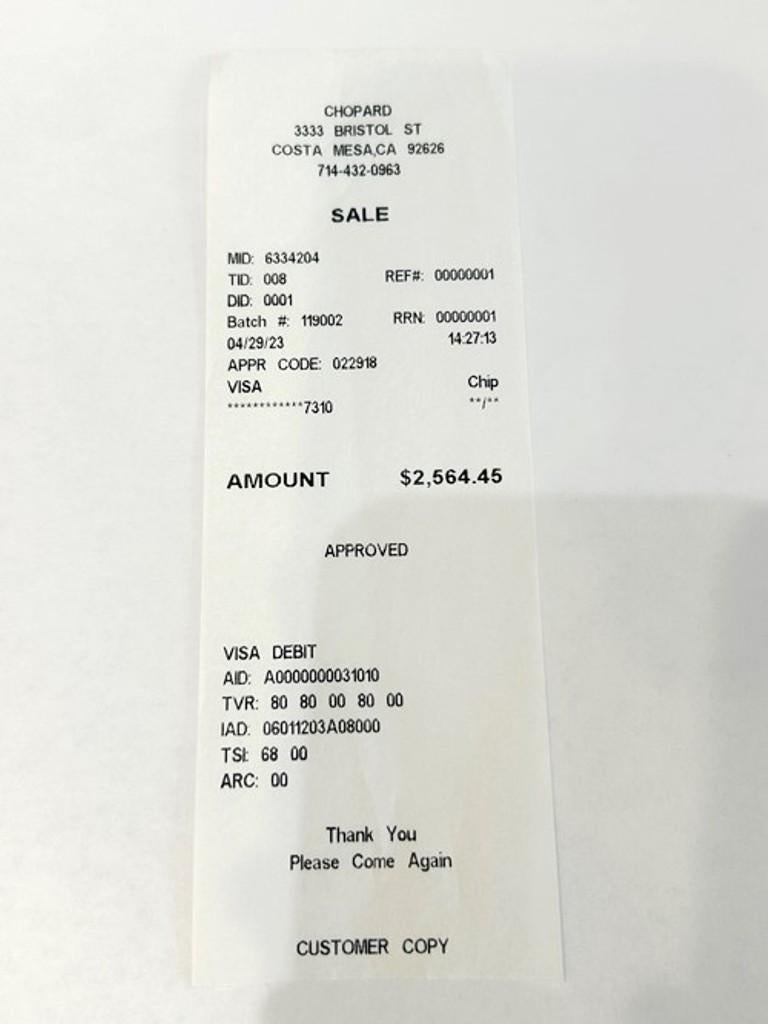 CHOPARD
3333 BRISTOL ST
COSTA MESA,CA 92626
714-432-0963
SALE
MID: 6334204
TID: 008 REF#: 00000001
DID: 0001
Batch #: 119002 RRN: 00000001
04/29/23 14:27:13
APPR CODE: 022918
VISA Chip
************7310 **/**
AMOUNT $2,564.45
APPROVED
VISA DEBIT
AID: A0000000031010
TVR: 80 80 00 80 00
IAD: 06011203A08000
TSI: 68 00
ARC: 00
Thank You
Please Come Again
CUSTOMER COPY